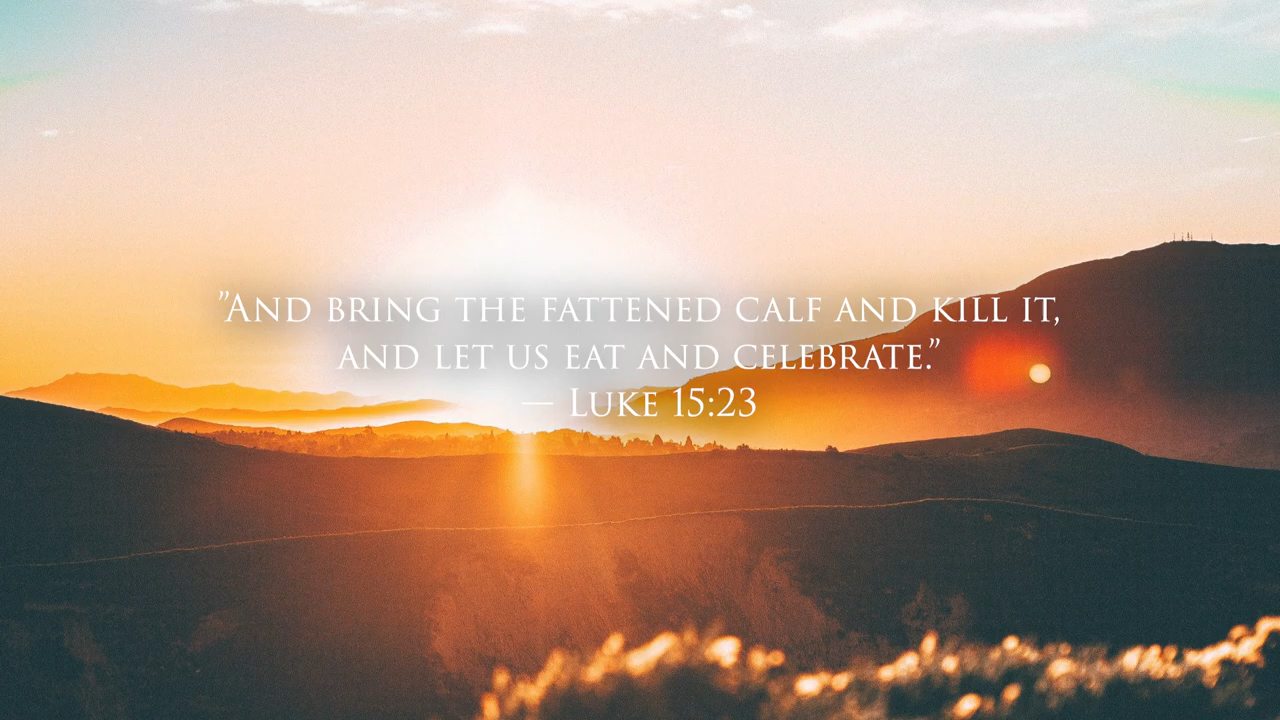 ”And bring the fattened calf and kill it,
and let us eat and celebrate.”
— Luke 15:23